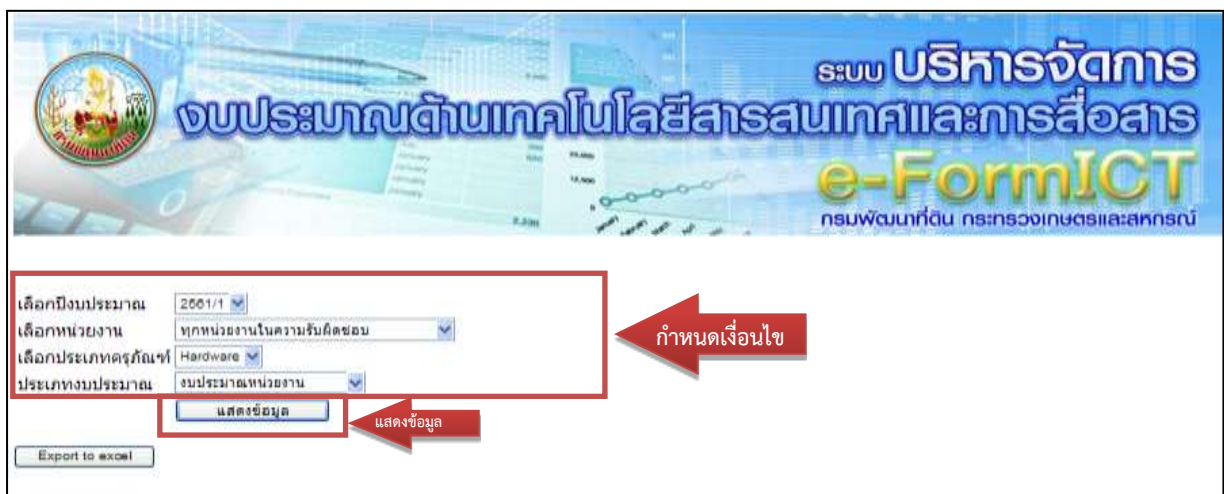 ระบบ บริหารจัดการ
งบประมาณด้านเทคโนโลยีสารสนเทศและการสื่อสาร
e-FormICT
กรมพัฒนาที่ดิน กระทรวงเกษตรและสหกรณ์
เลือกปีงบประมาณ 2561/1
เลือกหน่วยงาน ทุกหน่วยงานในความรับผิดชอบ
กำหนดเงื่อนไข
เลือกประเภทครุภัณฑ์ Hardware
ประเภทงบประมาณ งบประมาณหน่วยงาน
แสดงข้อมูล
แสดงข้อมูล
Export to excel